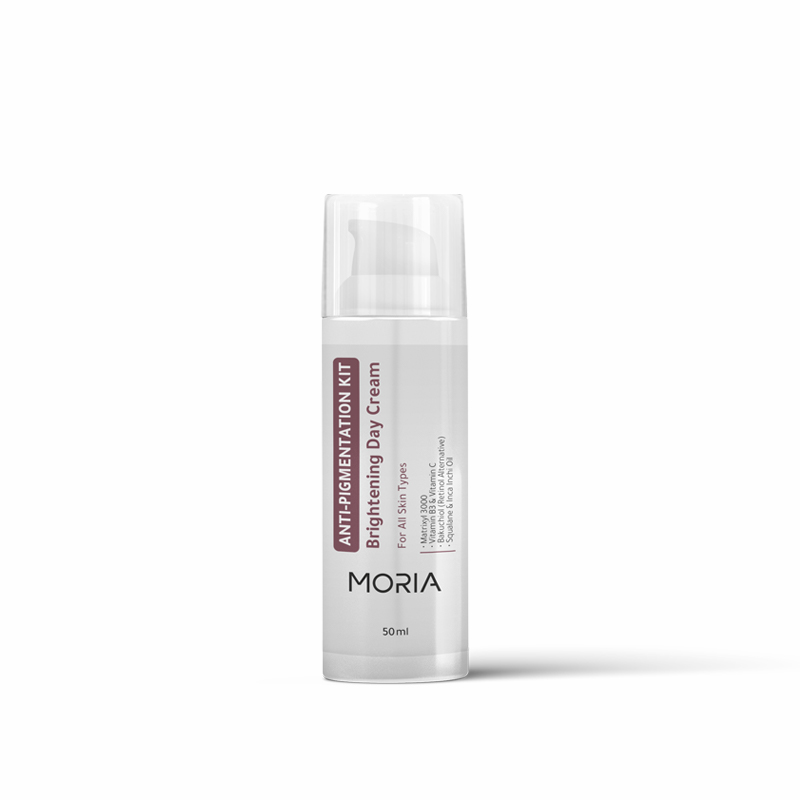 ANTI-PIGMENTATION KIT
Brightening Day Cream
For All Skin Types
· Matrixyl 3000
· Vitamin B3 & Vitamin C
· Bakuchiol (Retinol Alternative)
· Squalane & Inca Inchi Oil
MORIA
50ml